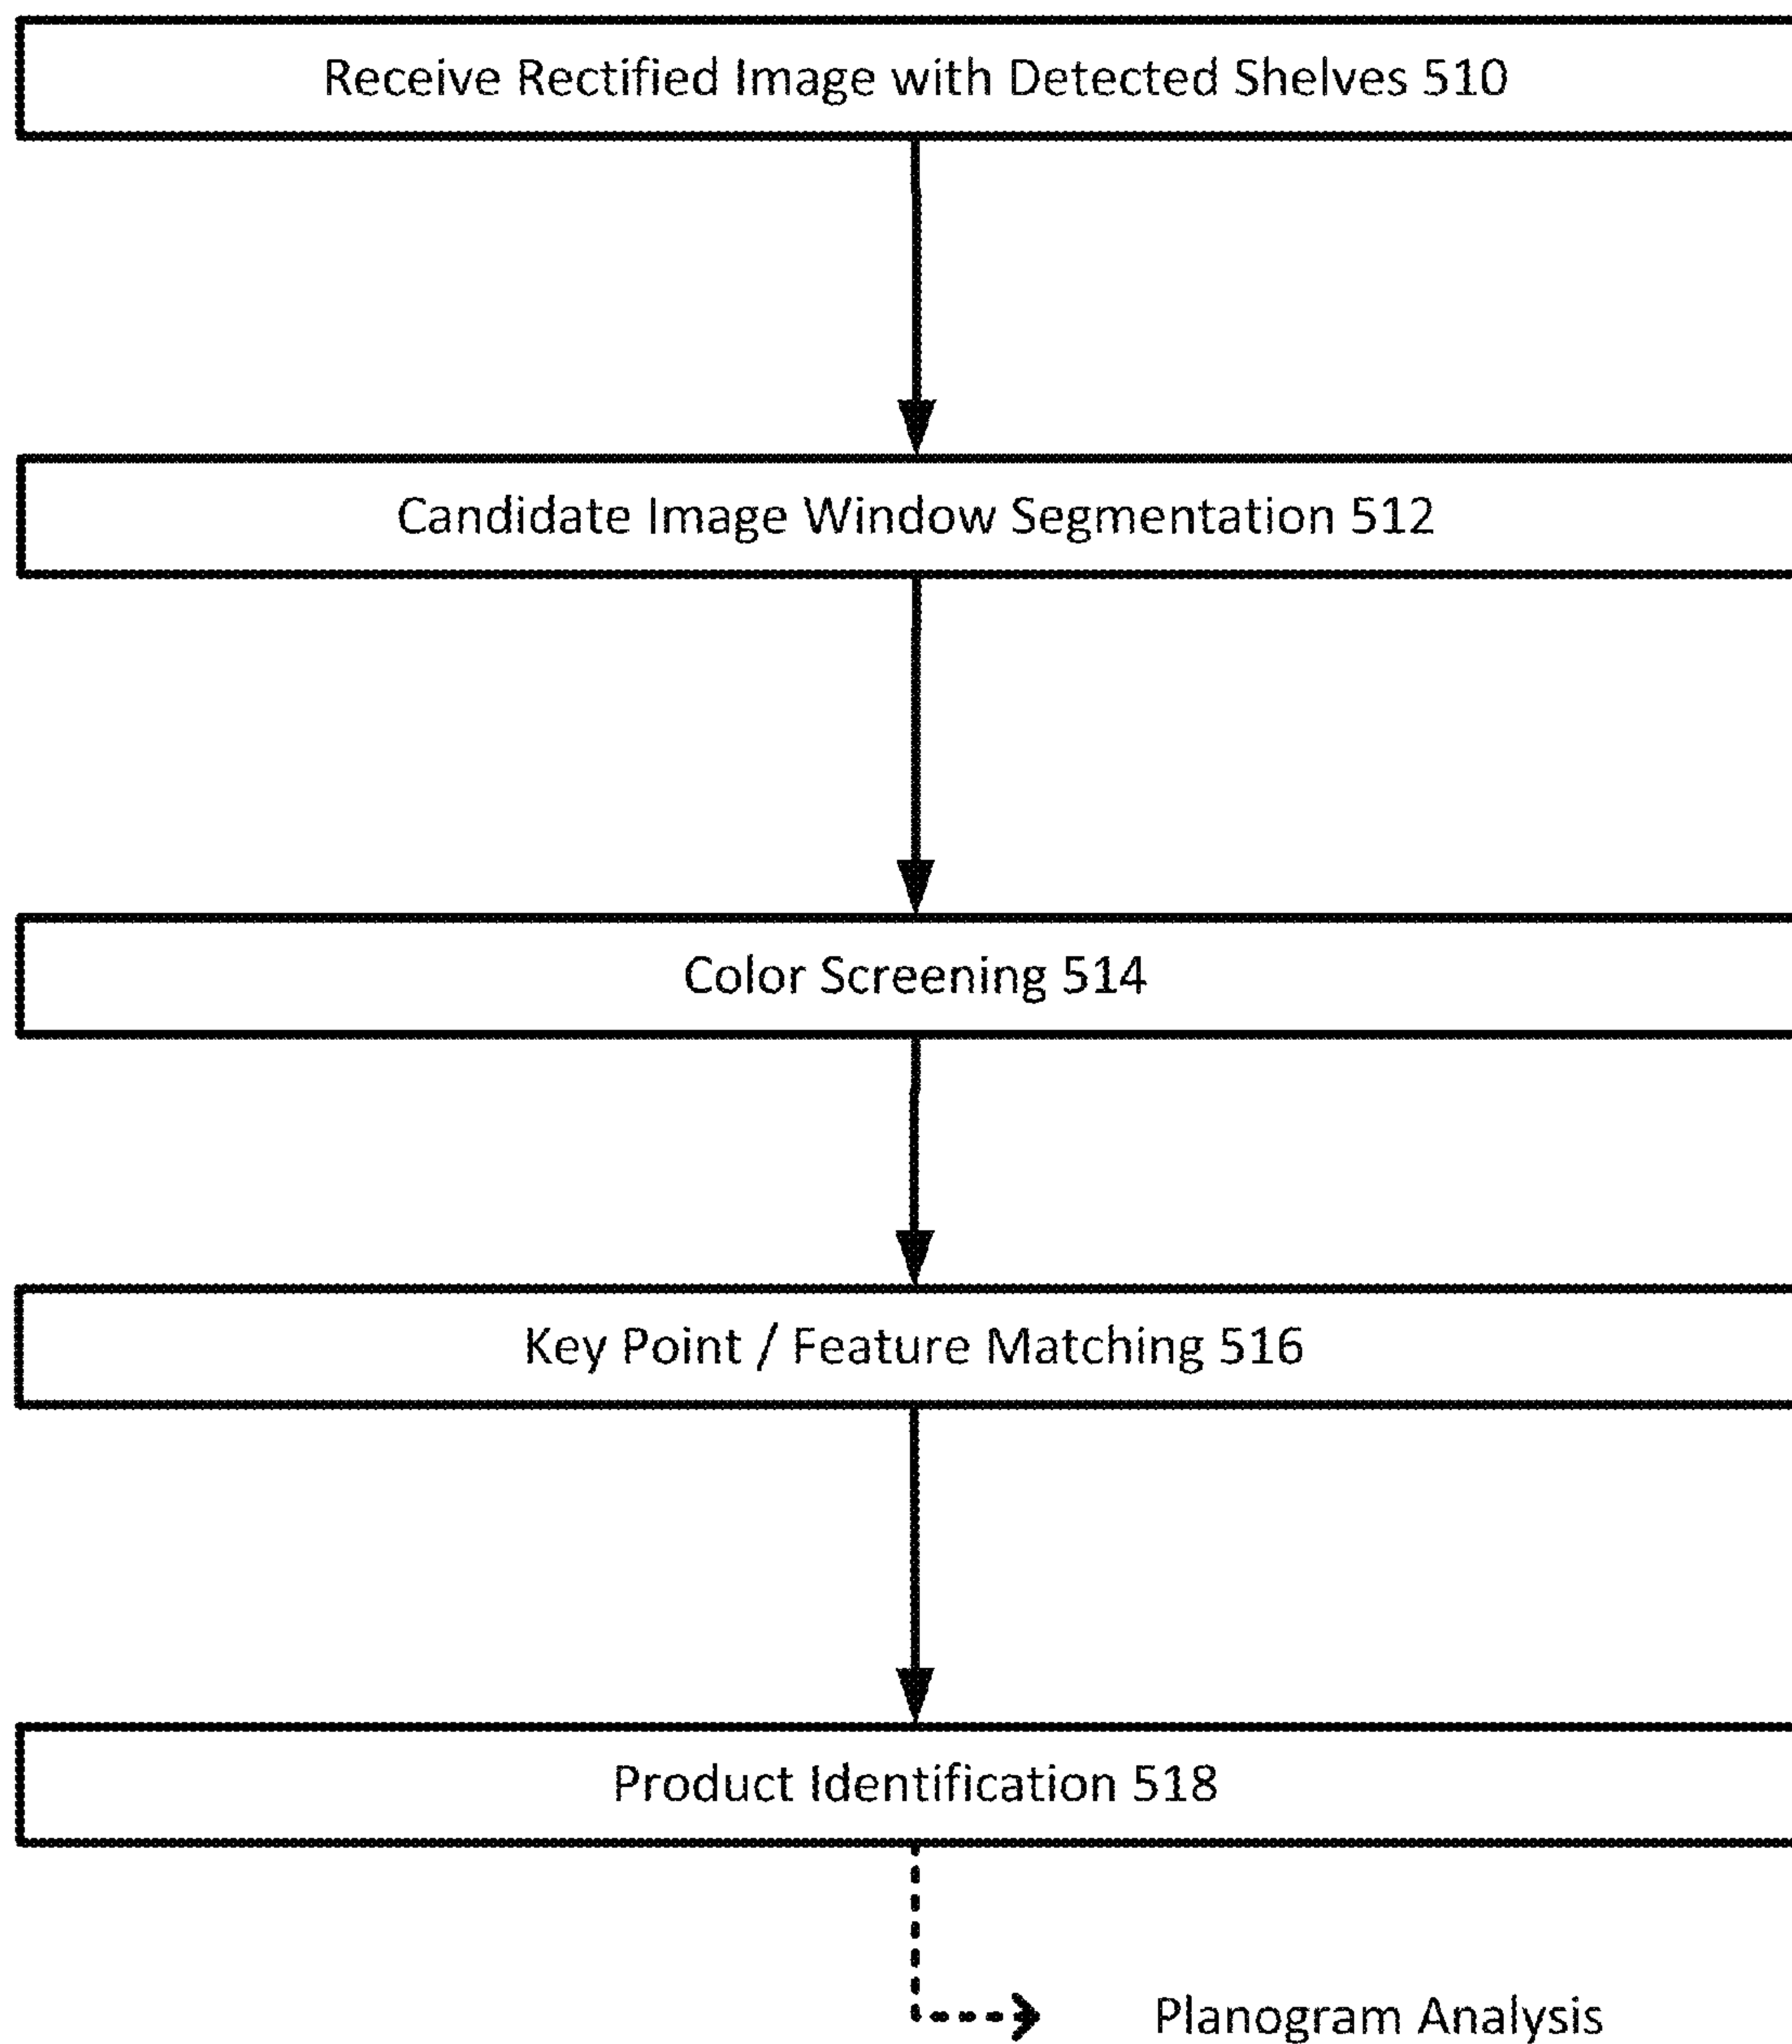 Receive Rectified Image with Detected Shelves 510
Candidate Image Window Segmentation 512
Color Screening 514
Key Point / Feature Matching 516
Product Identification 518
Planogram Analysis